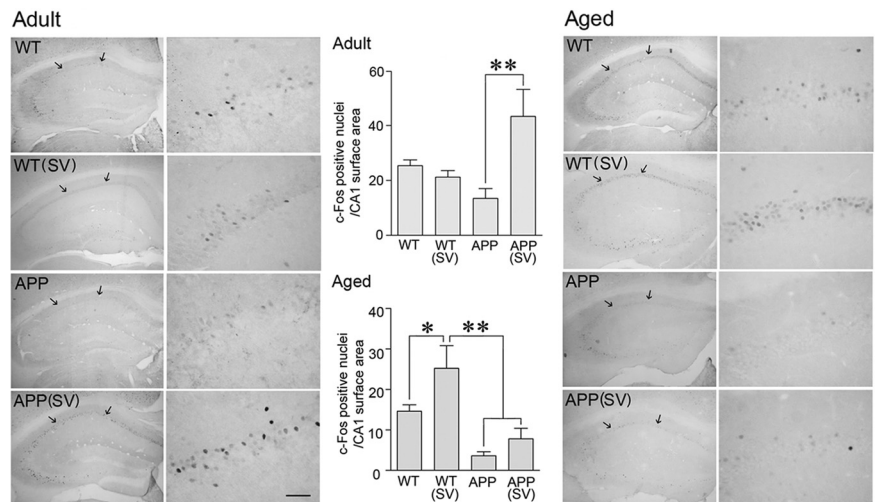 Adult
WT
WT(SV)
APP
APP(SV)
Adult
c-Fos positive nuclei
/CA1 surface area
60
40
20
0
**
WT
WT
(SV)
APP
APP
(SV)
Aged
c-Fos positive nuclei
/CA1 surface area
40
30
20
10
0
*
**
WT
WT
(SV)
APP
APP
(SV)
Aged
WT
WT(SV)
APP
APP(SV)